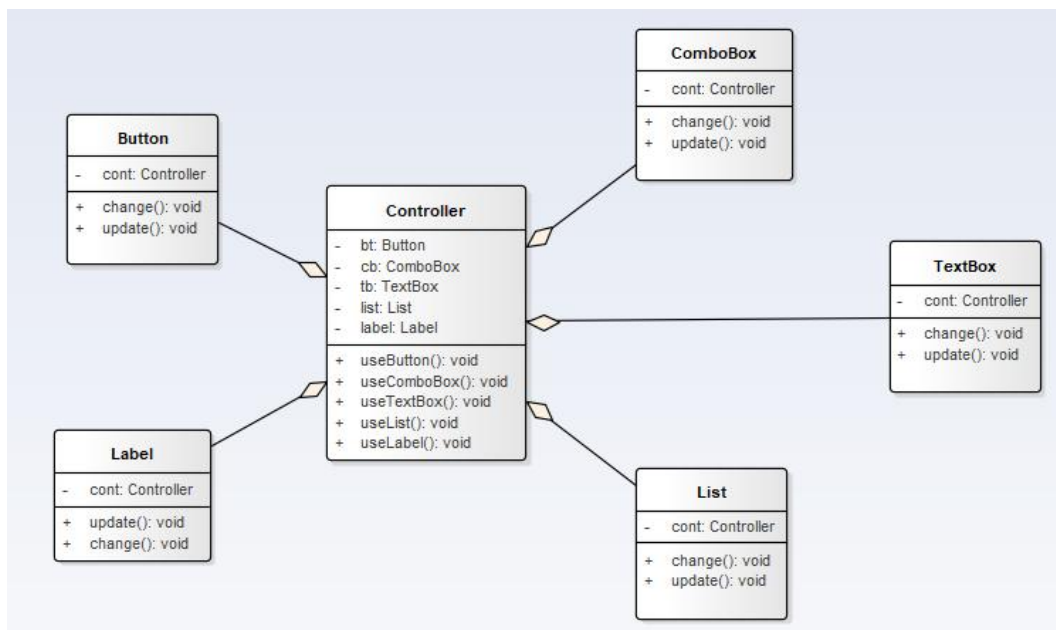 ComboBox
- cont: Controller
+ change(): void
+ update(): void
Button
- cont: Controller
+ change(): void
+ update(): void
Controller
- bt: Button
- cb: ComboBox
- tb: TextBox
- list: List
- label: Label
+ useButton(): void
+ useComboBox(): void
+ useTextBox(): void
+ useList(): void
+ useLabel(): void
TextBox
- cont: Controller
+ change(): void
+ update(): void
Label
- cont: Controller
+ update(): void
+ change(): void
List
- cont: Controller
+ change(): void
+ update(): void